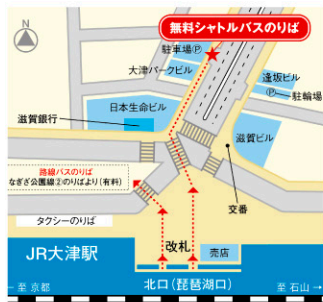 N
無料シャトルバスのりば
駐車場Ⓟ
大津パークビル
逢坂ビル
Ⓟ
駐輪場
日本生命ビル
滋賀銀行
滋賀ビル
路線バスのりば
なぎさ公園線②のりばより(有料)
交番
タクシーのりば
JR大津駅
改札
売店
← 至 京都
北口(琵琶湖口)
至 石山 →